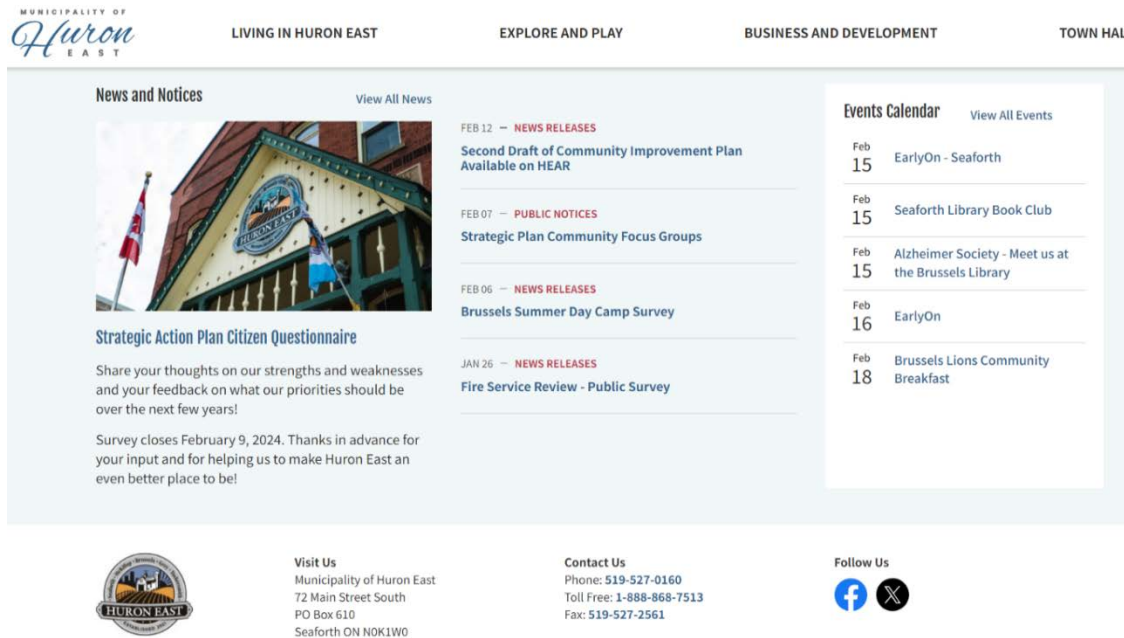 MUNICIPALITY OF
Huron
EAST
LIVING IN HURON EAST
EXPLORE AND PLAY
BUSINESS AND DEVELOPMENT
TOWN HAL
News and Notices
View All News
HURON EAST
Strategic Action Plan Citizen Questionnaire
Share your thoughts on our strengths and weaknesses
and your feedback on what our priorities should be
over the next few years!
Survey closes February 9, 2024. Thanks in advance for
your input and for helping us to make Huron East an
even better place to be!
FEB 12 — NEWS RELEASES
Second Draft of Community Improvement Plan
Available on HEAR
FEB 07 — PUBLIC NOTICES
Strategic Plan Community Focus Groups
FEB 06 — NEWS RELEASES
Brussels Summer Day Camp Survey
JAN 26 — NEWS RELEASES
Fire Service Review - Public Survey
Events Calendar
View All Events
Feb
15
EarlyOn - Seaforth
Feb
15
Seaforth Library Book Club
Feb
15
Alzheimer Society - Meet us at
the Brussels Library
Feb
16
EarlyOn
Feb
18
Brussels Lions Community
Breakfast
HURON EAST
Visit Us
Municipality of Huron East
72 Main Street South
PO Box 610
Seaforth ON N0K1W0
Contact Us
Phone: 519-527-0160
Toll Free: 1-888-868-7513
Fax: 519-527-2561
Follow Us